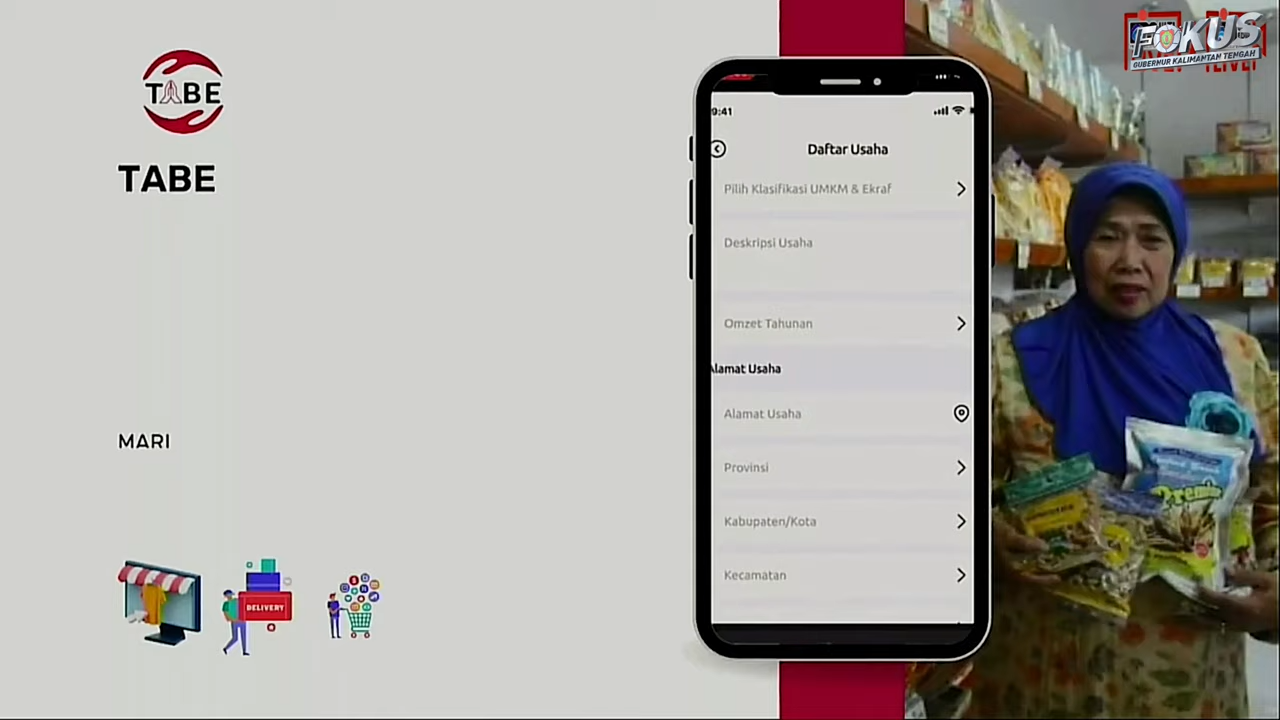 TABE
TABE
MARI
DELIVERY
9:41
Daftar Usaha
Pilih Klasifikasi UMKM & Ekraf
Deskripsi Usaha
Omzet Tahunan
Alamat Usaha
Alamat Usaha
Provinsi
Kabupaten/Kota
Kecamatan
FOKUS
GUBERNUR KALIMANTAN TENGAH
Premium